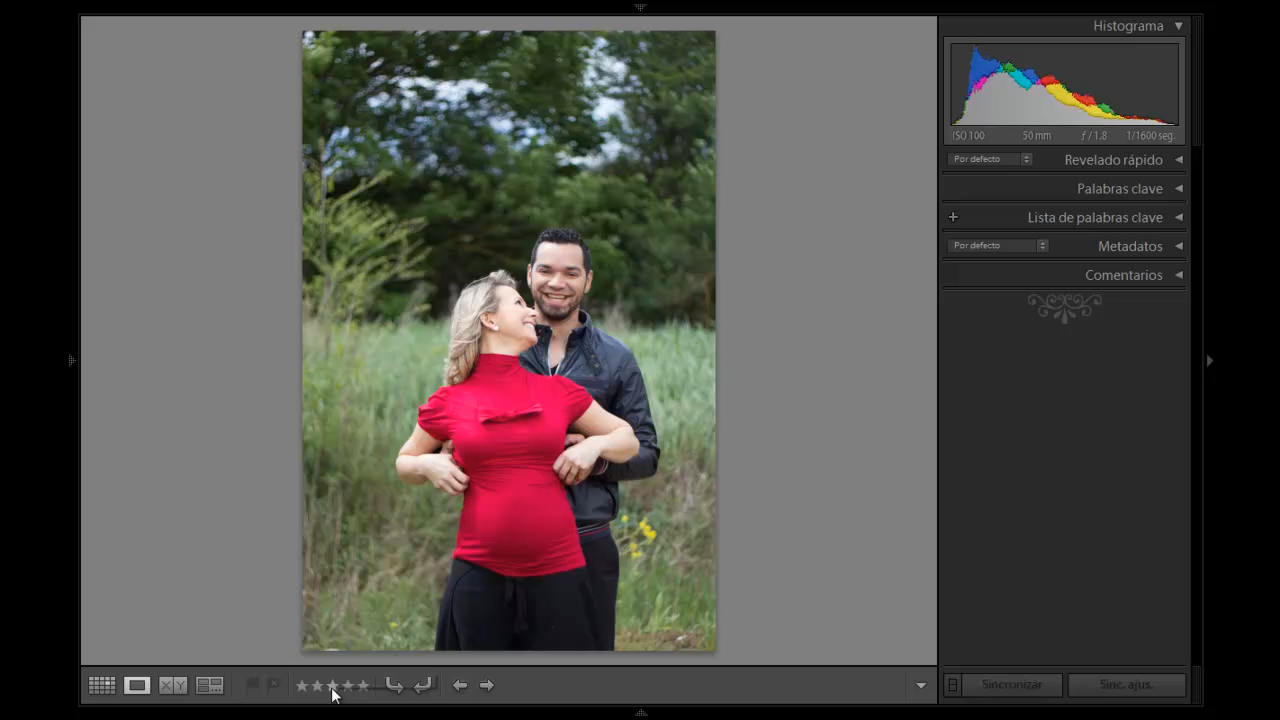 Histograma
ISO 100 50 mm ƒ / 1.8 1/1600 seg.
Por defecto Revelado rápido
Palabras clave
Lista de palabras clave
Por defecto Metadatos
Comentarios
XY Sincronizar Sinc. ajus.